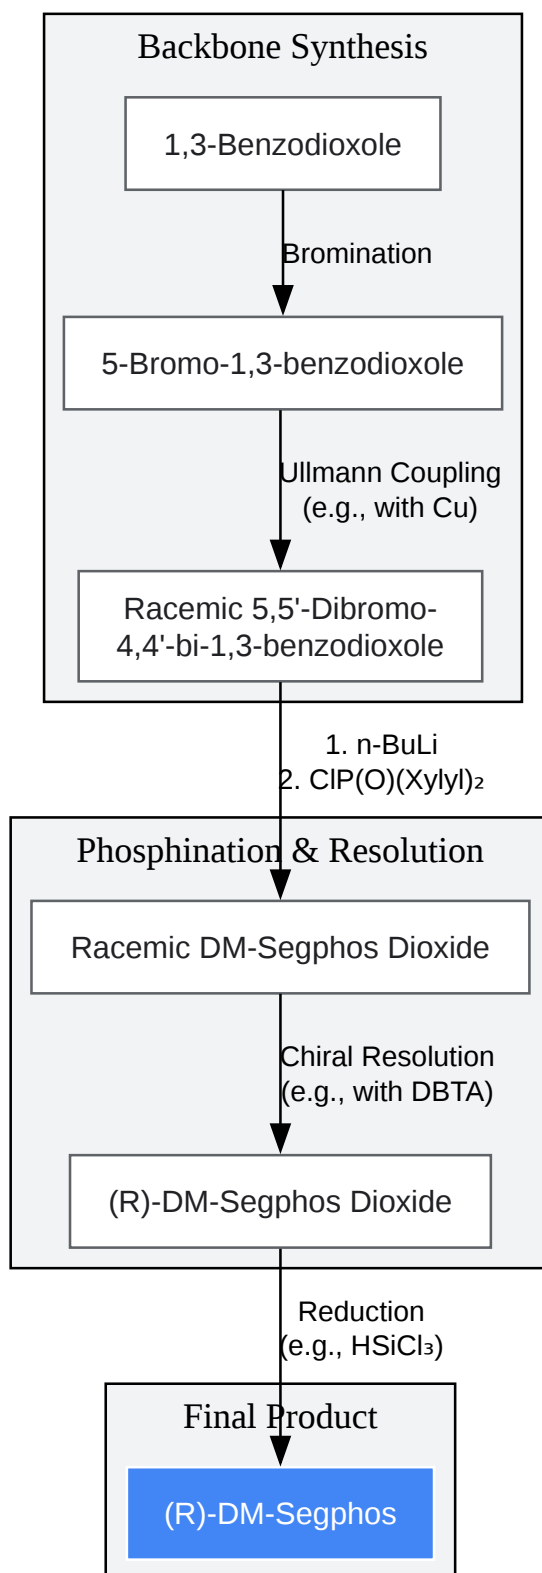 Backbone Synthesis
1,3-Benzodioxole
Bromination
5-Bromo-1,3-benzodioxole
Ullmann Coupling
(e.g., with Cu)
Racemic 5,5'-Dibromo-
4,4'-bi-1,3-benzodioxole
1. n-BuLi
2. ClP(O)(Xylyl)₂
Phosphination & Resolution
Racemic DM-Segphos Dioxide
Chiral Resolution
(e.g., with DBTA)
(R)-DM-Segphos Dioxide
Reduction
(e.g., HSiCl₃)
Final Product
(R)-DM-Segphos